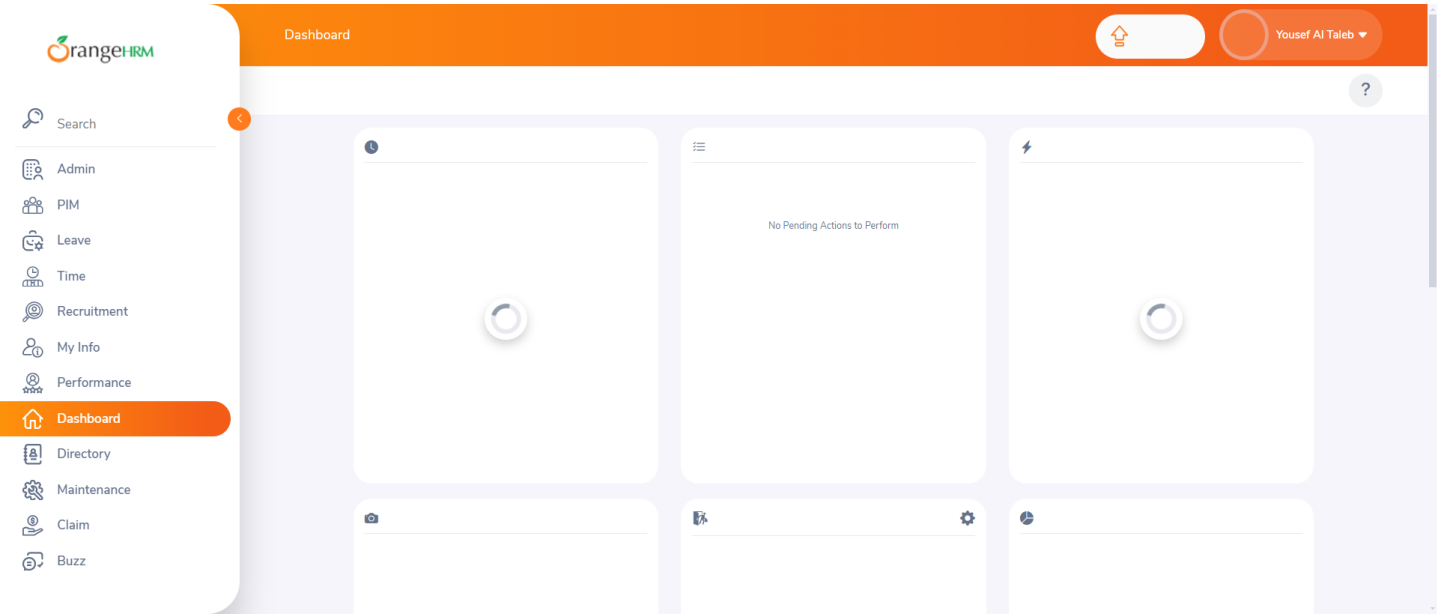 OrangeHRM
Dashboard
Yousef Al Taleb
?
Search
Admin
PIM
Leave
Time
Recruitment
My Info
Performance
Dashboard
Directory
Maintenance
Claim
Buzz
No Pending Actions to Perform